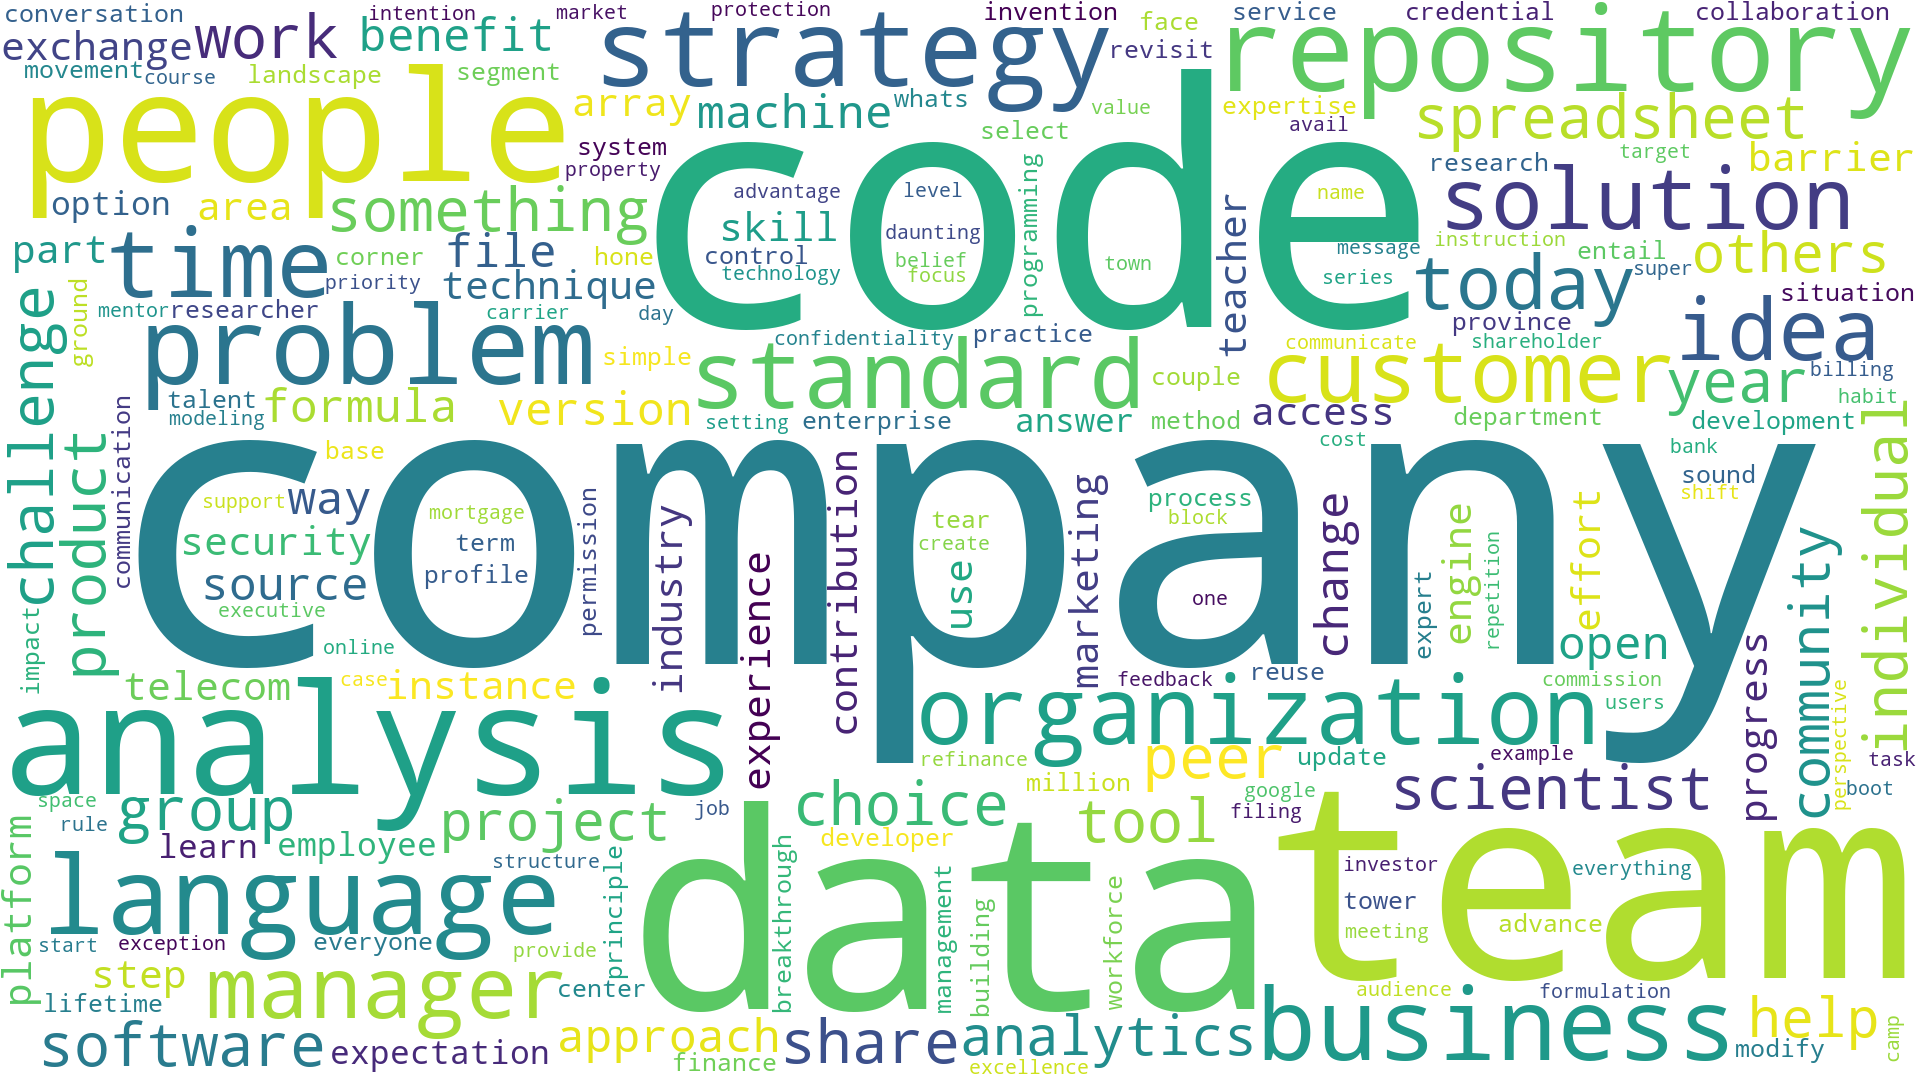 conversation
intention
market
protection
invention
face
service
credential
collaboration
exchange
work
benefit
strategy
revisit
repository
movement
course
landscape
segment
people
array
machine
whats
value
expertise
spreadsheet
code
select
avail
system
property
programming
research
target
barrier
option
area
something
advantage
level
name
solution
skill
daunting
teacher
part
time
corner
file
hone
control
belief
message
instruction
entail
others
technology
focus
town
series
today
super
priority
technique
challenge
ground
mentor
researcher
carrier
day
situation
problem
confidentiality
practice
province
idea
simple
standard
communicate
shareholder
customer
couple
year
billing
talent
formula
version
modeling
setting
enterprise
answer
method
access
department
development
habit
product
communication
base
company
cost
bank
individual
support
way
mortgage
permission
industry
contribution
tear
marketing
process
block
change
engine
effort
sound
shift
security
term
create
source
profile
experience
use
one
expert
repetition
community
executive
impact
online
open
progress
telecom
case
instance
feedback
reuse
commission
users
perspective
analysis
organization
refinance
peer
update
example
task
space
group
project
job
choice
million
google
scientist
boot
rule
tool
filing
platform
learn
employee
developer
data
team
language
structure
principle
breakthrough
management
building
workforce
investor
everything
tower
advance
start
exception
everyone
provide
meeting
step
manager
center
audience
formulation
lifetime
business
help
software
expectation
approach
share
analytics
modify
camp
finance
excellence